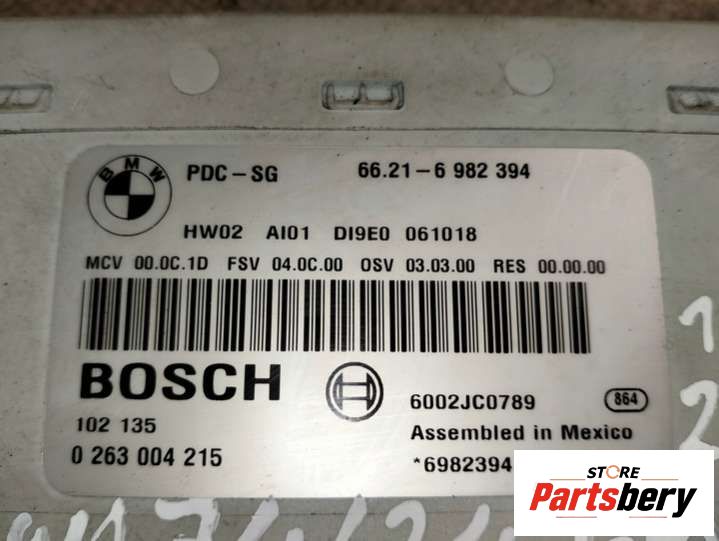 BMW PDC-SG 66.21-6 982 394
HW02 AI01 DI9E0 061018
MCV 00.0C.1D FSV 04.0C.00 OSV 03.03.00 RES 00.00.00
BOSCH
6002JC0789 864
102 135 Assembled in Mexico
0 263 004 215 *6982394
STORE
Partsbery